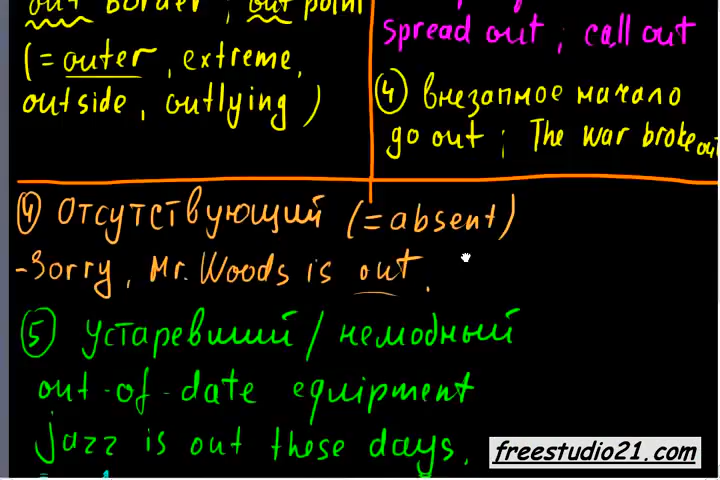 out border ; out point
(= outer , extreme,
outside , outlying )
spread out ; call out
④ внезапное начало
go out ; The war broke out
④ Отсутствующий (= absent)
- Sorry, Mr. Woods is out .
⑤ устаревший / немодный
out-of-date equipment
jazz is out these days.
freestudio21.com